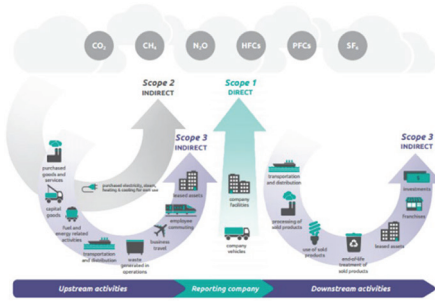 CO₂
CH₄
N₂O
HFCs
PFCs
SF₆
Scope 2
INDIRECT
Scope 1
DIRECT
Scope 3
INDIRECT
Scope 3
INDIRECT
purchased
goods and
services
capital
goods
fuel and
energy related
activities
transportation
and distribution
waste
generated in
operations
business
travel
employee
commuting
leased assets
purchased electricity, steam,
heating & cooling for own use
company
facilities
company
vehicles
transportation
and distribution
processing of
sold products
use of sold
products
end-of-life
treatment of
sold products
leased assets
franchises
investments
Upstream activities
Reporting company
Downstream activities